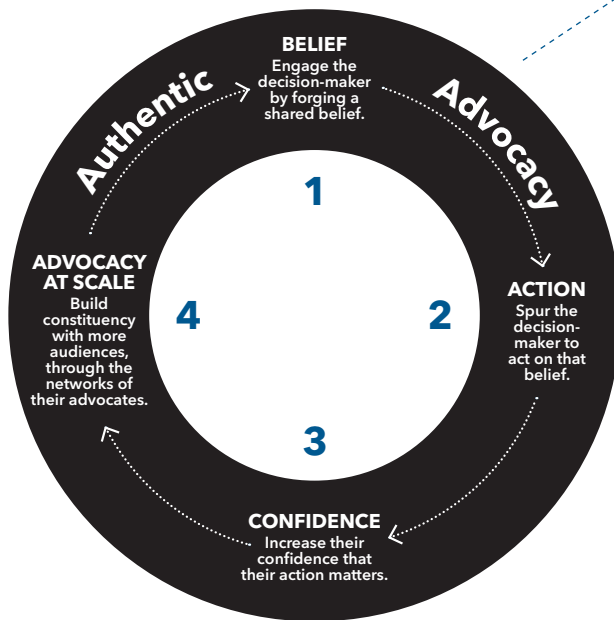 Authentic Advocacy
BELIEF
Engage the
decision-maker
by forging a
shared belief.
1
ACTION
Spur the
decision-
maker to
act on that
belief.
2
CONFIDENCE
Increase their
confidence that
their action matters.
3
ADVOCACY
AT SCALE
Build
constituency
with more
audiences,
through the
networks of
their advocates.
4